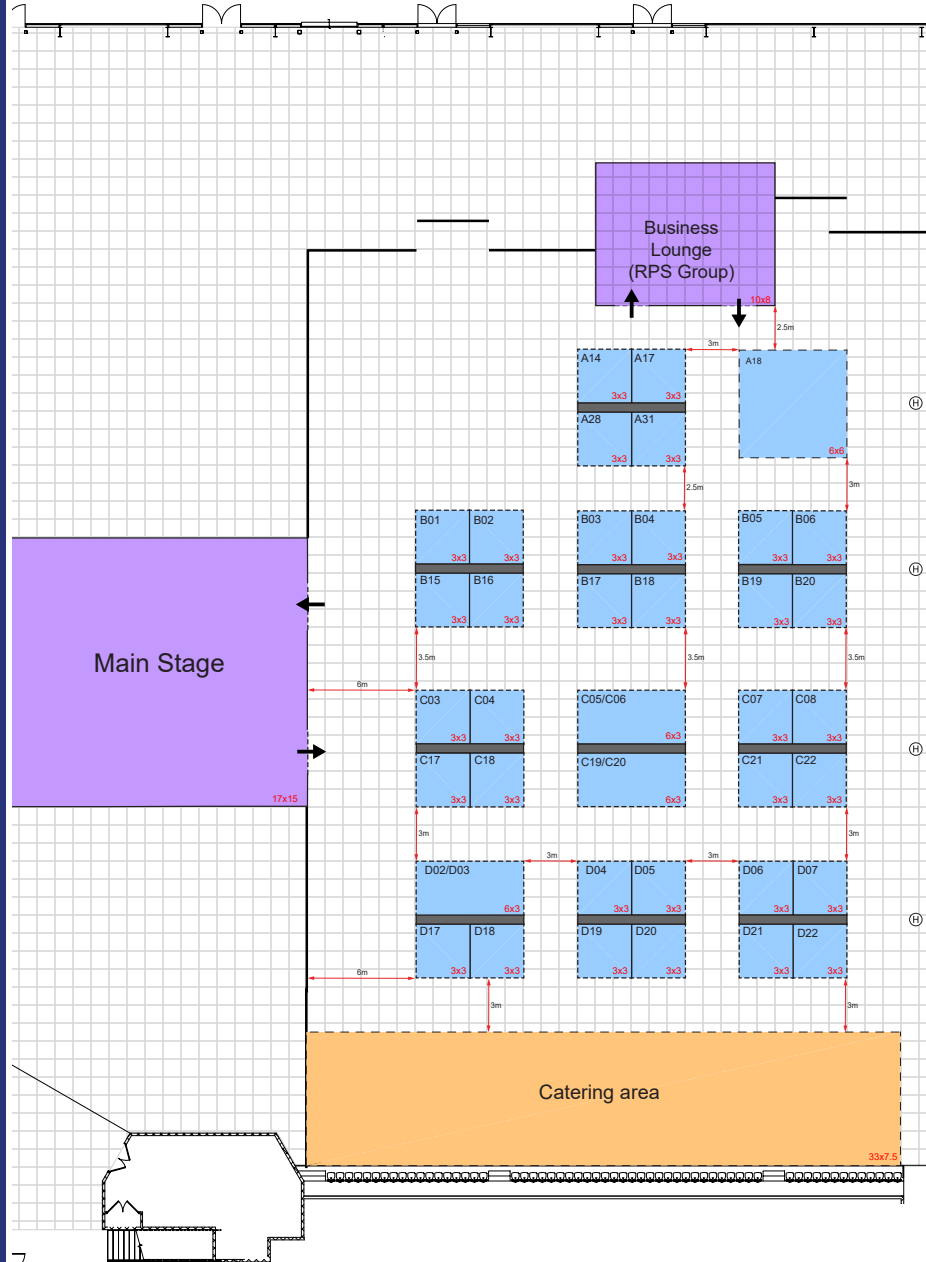 Business
Lounge
(RPS Group)
10x8
2.5m
3m
A14 A17
A18
3x3 3x3
H
A28 A31
6x6
3x3 3x3
2.5m
3m
B01 B02 B03 B04 B05 B06
3x3 3x3 3x3 3x3 3x3 3x3
H
B15 B16 B17 B18 B19 B20
3x3 3x3 3x3 3x3 3x3 3x3
Main Stage
3.5m 3.5m 3.5m
6m
C03 C04 C05/C06 C07 C08
3x3 3x3 6x3 3x3 3x3
H
C17 C18 C19/C20 C21 C22
3x3 3x3 6x3 3x3 3x3
17x15
3m 3m
3m 3m
D02/D03 D04 D05 D06 D07
6x3 3x3 3x3 3x3 3x3
H
D17 D18 D19 D20 D21 D22
3x3 3x3 3x3 3x3 3x3 3x3
6m
3m 3m
Catering area
33x7.5